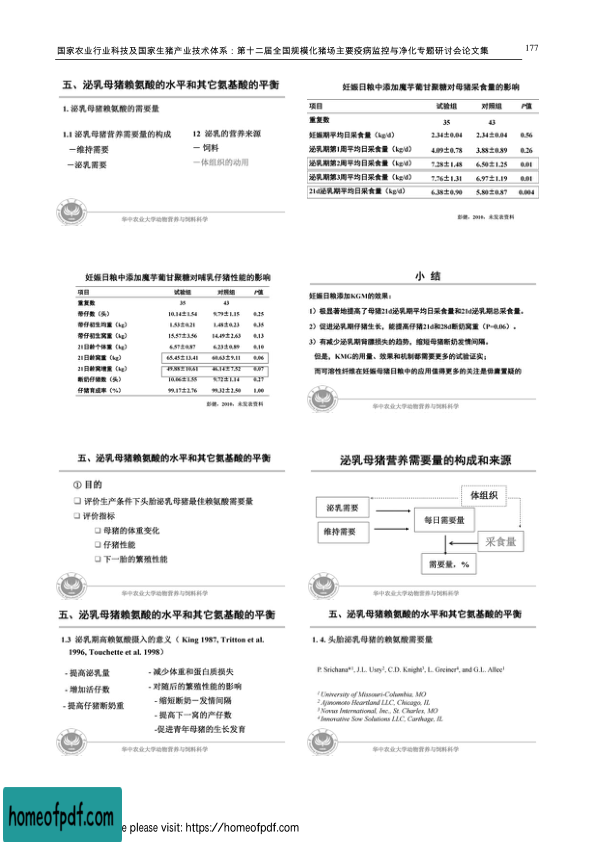 国家农业行业科技及国家生猪产业技术体系：第十二届全国规模化猪场主要疫病监控与净化专题研讨会论文集
177
五、泌乳母猪赖氨酸的水平和其它氨基酸的平衡
1. 泌乳母猪赖氨酸的需要量
1.1 泌乳母猪营养需要量的构成
－维持需要
－泌乳需要
12 泌乳的营养来源
－ 饲料
－体组织的动用
华中农业大学动物营养与饲料科学
妊娠日粮中添加魔芋葡甘聚糖对母猪采食量的影响
项目 试验组 对照组 P值
重复数 35 43
妊娠期平均日采食量（kg/d） 2.34±0.04 2.34±0.04 0.56
泌乳期第1周平均日采食量（kg/d） 4.09±0.78 3.88±0.89 0.26
泌乳期第2周平均日采食量（kg/d） 7.28±1.48 6.50±1.25 0.01
泌乳期第3周平均日采食量（kg/d） 7.76±1.31 6.97±1.19 0.01
21d泌乳期平均日采食量（kg/d） 6.38±0.90 5.80±0.87 0.004
彭健，2010，未发表资料
妊娠日粮中添加魔芋葡甘聚糖对哺乳仔猪性能的影响
项目 试验组 对照组 P值
重复数 35 43
带仔数（头） 10.14±1.54 9.79±1.15 0.25
带仔初生均重（kg） 1.53±0.21 1.48±0.23 0.35
带仔初生窝重（kg） 15.57±3.56 14.49±2.63 0.13
21日龄个体重（kg） 6.57±0.87 6.23±0.89 0.10
21日龄窝重（kg） 65.45±13.41 60.63±9.11 0.06
21日龄窝增重（kg） 49.88±10.61 46.14±7.52 0.07
断奶仔猪数（头） 10.06±1.55 9.72±1.14 0.27
仔猪育成率（%） 99.17±2.76 99.32±2.50 1.00
彭健，2010，未发表资料
小 结
妊娠日粮添加KGM的效果：
1）极显著地提高了母猪21d泌乳期平均日采食量和21d泌乳期总采食量。
2）促进泌乳期仔猪生长，能提高仔猪21d和28d断奶窝重（P=0.06）。
3）有减少泌乳期背膘损失的趋势，缩短母猪断奶发情间隔。
但是，KMG的用量、效果和机制都需要更多的试验证实；
而可溶性纤维在妊娠母猪日粮中的应用值得更多的关注是毋庸置疑的
华中农业大学动物营养与饲料科学
五、泌乳母猪赖氨酸的水平和其它氨基酸的平衡
① 目的
❑ 评价生产条件下头胎泌乳母猪最佳赖氨酸需要量
❑ 评价指标
❑ 母猪的体重变化
❑ 仔猪性能
❑ 下一胎的繁殖性能
华中农业大学动物营养与饲料科学
泌乳母猪营养需要量的构成和来源
体组织
泌乳需要
每日需要量
维持需要
采食量
需要量，%
华中农业大学动物营养与饲料科学
五、泌乳母猪赖氨酸的水平和其它氨基酸的平衡
1.3 泌乳期高赖氨酸摄入的意义（ King 1987, Tritton et al.
1996, Touchette et al. 1998）
- 提高泌乳量
- 增加活仔数
- 提高仔猪断奶重
- 减少体重和蛋白质损失
- 对随后的繁殖性能的影响
- 缩短断奶－发情间隔
- 提高下一窝的产仔数
-促进青年母猪的生长发育
华中农业大学动物营养与饲料科学
五、泌乳母猪赖氨酸的水平和其它氨基酸的平衡
1. 4. 头胎泌乳母猪的赖氨酸需要量
P. Srichana*¹, J.L. Usry², C.D. Knight³, L. Greiner⁴, and G.L. Allee¹
¹ University of Missouri-Columbia, MO
² Ajinomoto Heartland LLC, Chicago, IL
³ Novus International, Inc., St. Charles, MO
⁴ Innovative Sow Solutions LLC, Carthage, IL
华中农业大学动物营养与饲料科学
homeofpdf.com
e please visit: https://homeofpdf.com